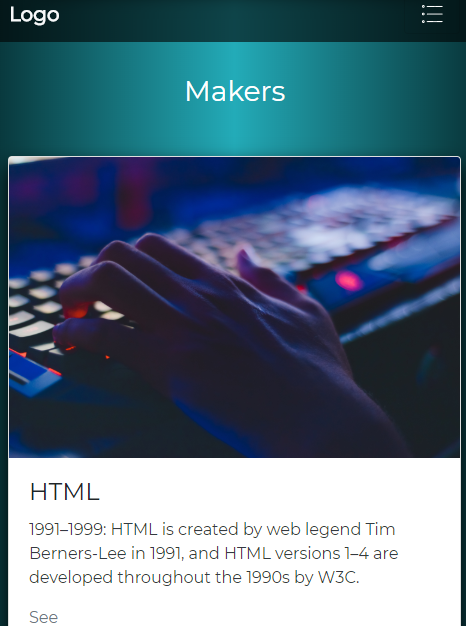 Logo
Makers
HTML
1991–1999: HTML is created by web legend Tim
Berners-Lee in 1991, and HTML versions 1–4 are
developed throughout the 1990s by W3C.
See